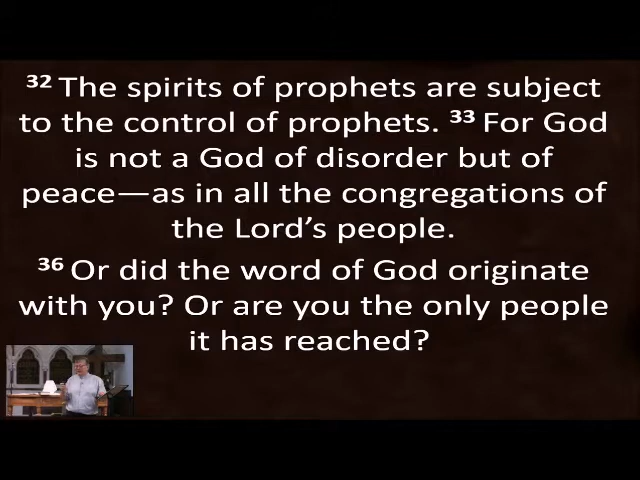 32 The spirits of prophets are subject
to the control of prophets. 33 For God
is not a God of disorder but of
peace—as in all the congregations of
the Lord's people.
36 Or did the word of God originate
with you? Or are you the only people
it has reached?